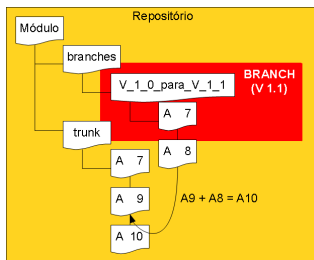 Repositório
Módulo
branches
BRANCH
(V 1.1)
V_1_0_para_V_1_1
A 7
trunk
A 8
A 7
A 9
A9 + A8 = A10
A 10